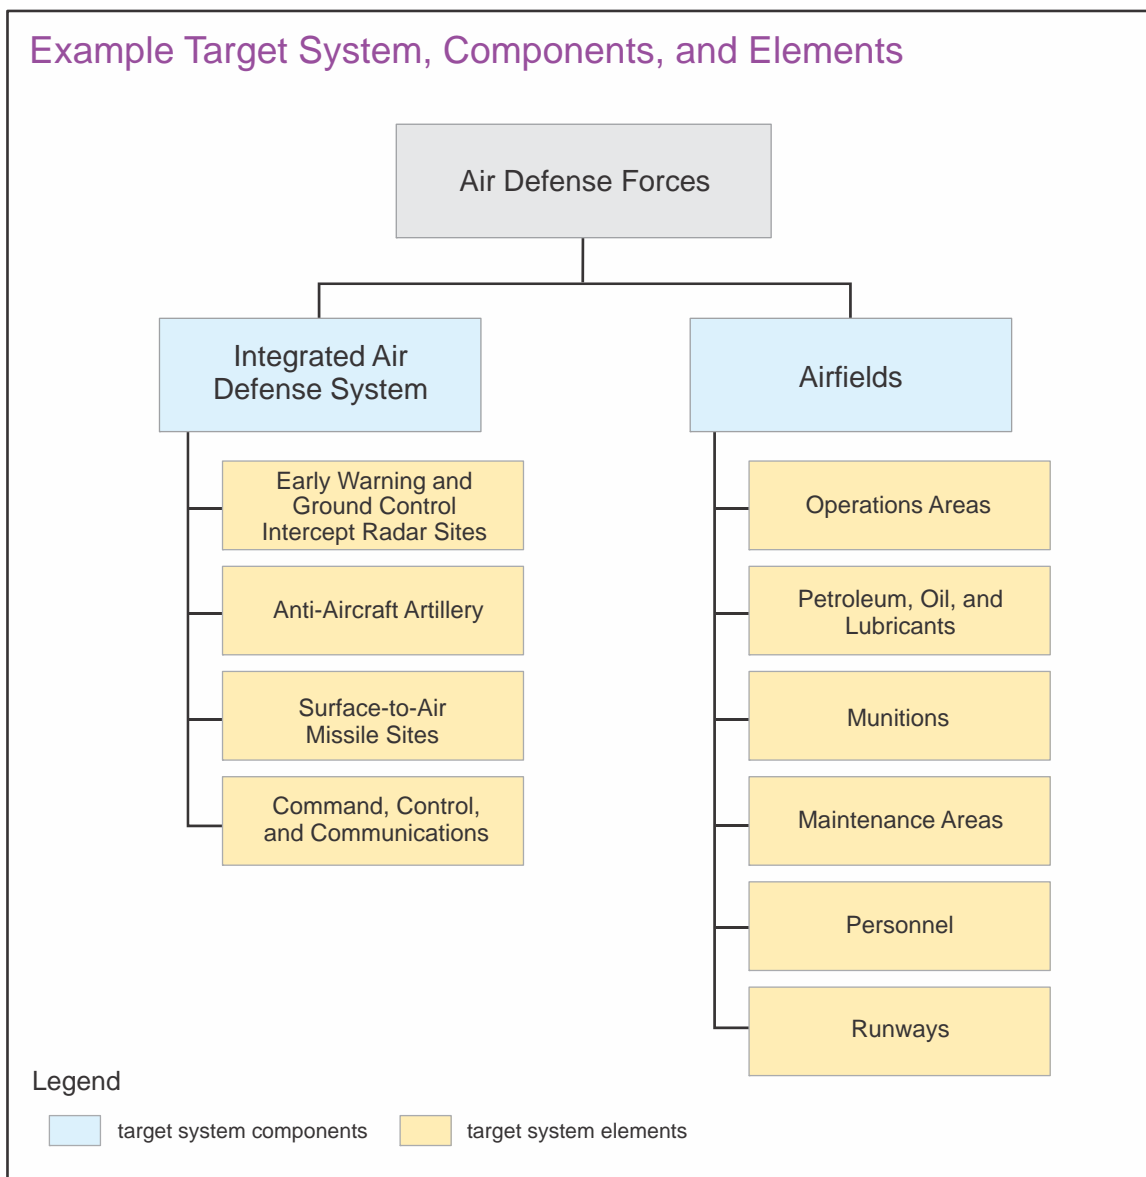 Example Target System, Components, and Elements
Air Defense Forces
Integrated Air
Defense System
Early Warning and
Ground Control
Intercept Radar Sites
Anti-Aircraft Artillery
Surface-to-Air
Missile Sites
Command, Control,
and Communications
Airfields
Operations Areas
Petroleum, Oil, and
Lubricants
Munitions
Maintenance Areas
Personnel
Runways
Legend
target system components
target system elements